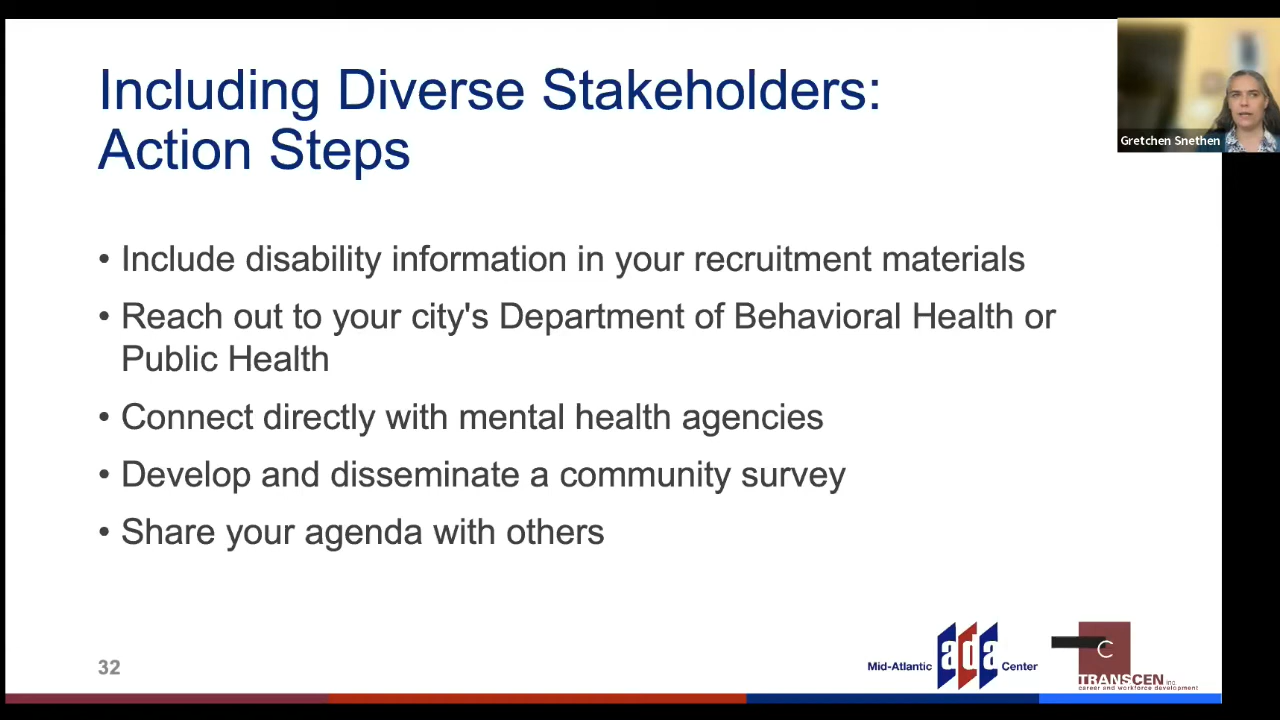 Including Diverse Stakeholders:
Action Steps
Gretchen Snethen
• Include disability information in your recruitment materials
• Reach out to your city's Department of Behavioral Health or
Public Health
• Connect directly with mental health agencies
• Develop and disseminate a community survey
• Share your agenda with others
32
Mid-Atlantic ada Center
C
TRANSCEN inc.
career and workforce development